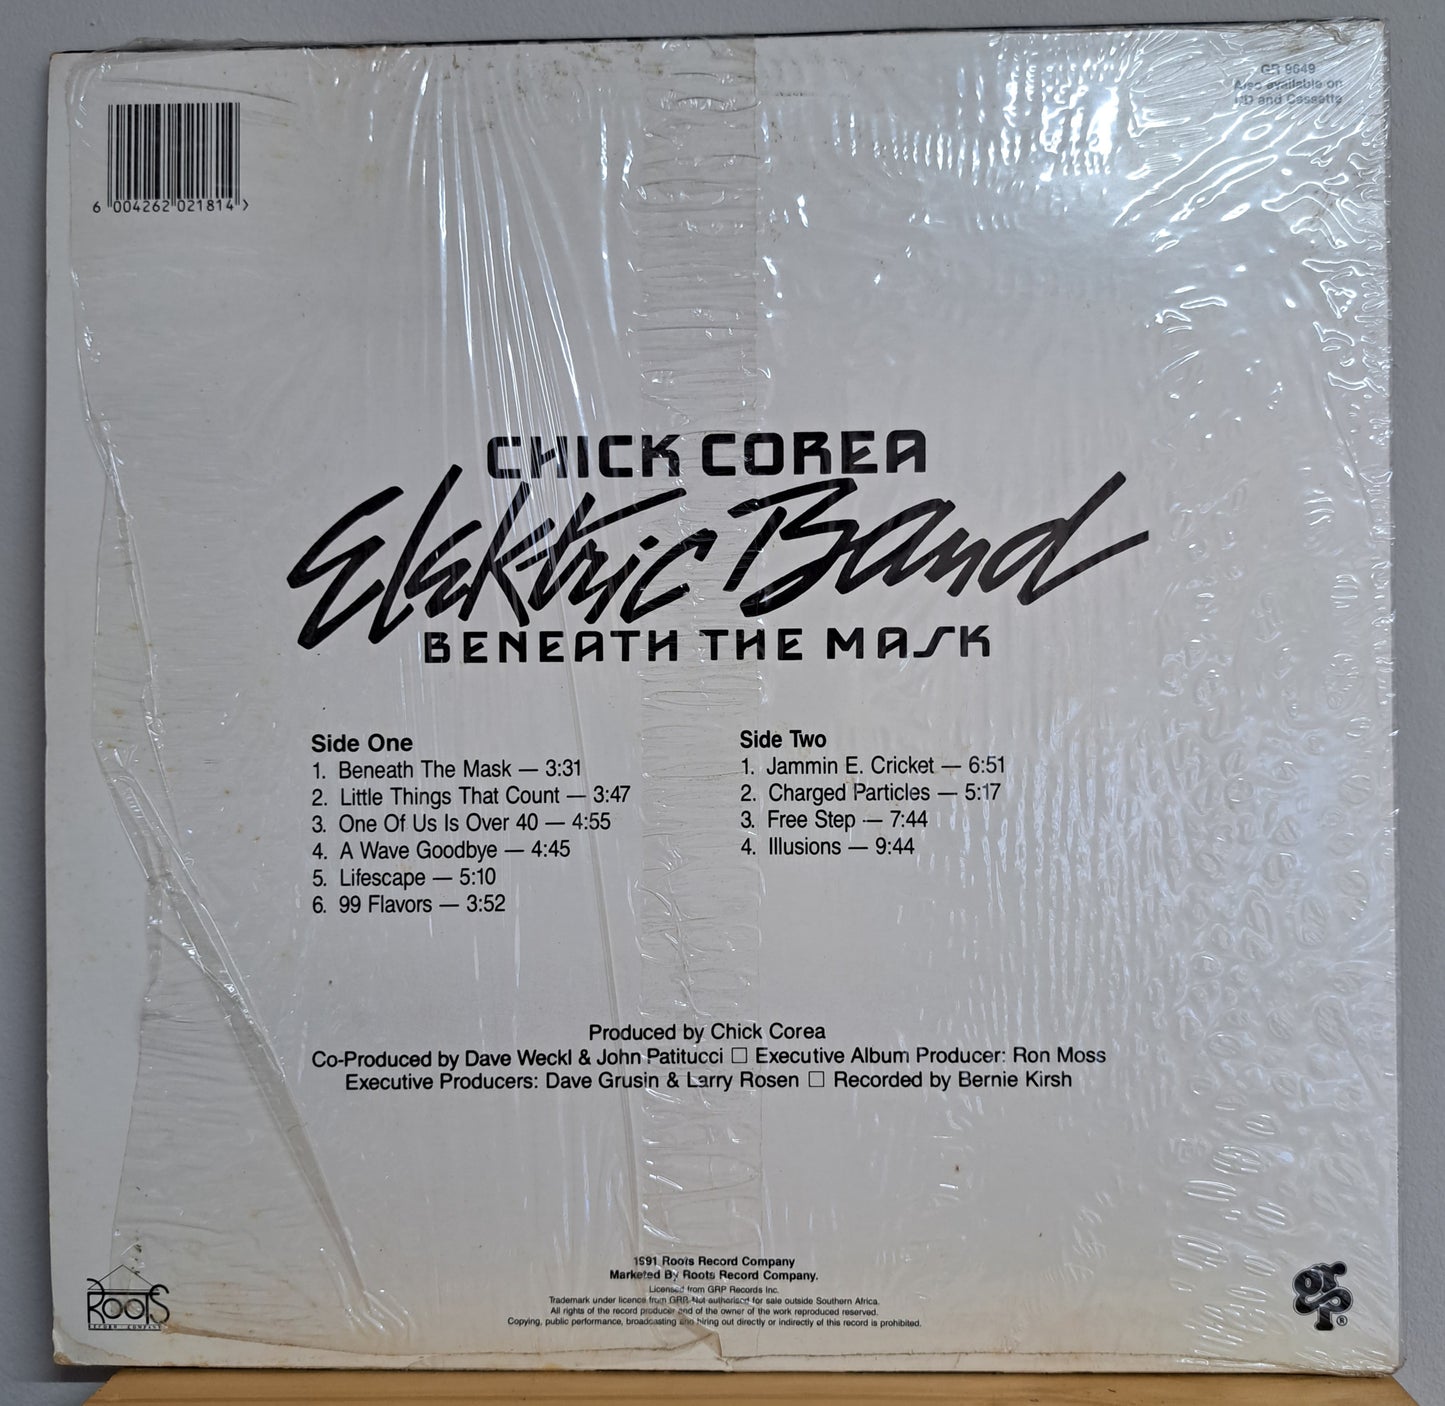 GR 9649
Also available on
CD and Cassette
6 004262 021814 >
CHICK COREA
Elektric Band
BENEATH THE MASK
Side One
1. Beneath The Mask — 3:31
2. Little Things That Count — 3:47
3. One Of Us Is Over 40 — 4:55
4. A Wave Goodbye — 4:45
5. Lifescape — 5:10
6. 99 Flavors — 3:52
Side Two
1. Jammin E. Cricket — 6:51
2. Charged Particles — 5:17
3. Free Step — 7:44
4. Illusions — 9:44
Produced by Chick Corea
Co-Produced by Dave Weckl & John Patitucci □ Executive Album Producer: Ron Moss
Executive Producers: Dave Grusin & Larry Rosen □ Recorded by Bernie Kirsh
1991 Roots Record Company
Marketed By Roots Record Company.
Licensed from GRP Records Inc.
Trademark under licence from GRP. Not authorised for sale outside Southern Africa.
All rights of the record producer and of the owner of the work reproduced reserved.
Copying, public performance, broadcasting and hiring out directly or indirectly of this record is prohibited.
ROOTS
RECORD COMPANY
GRP®